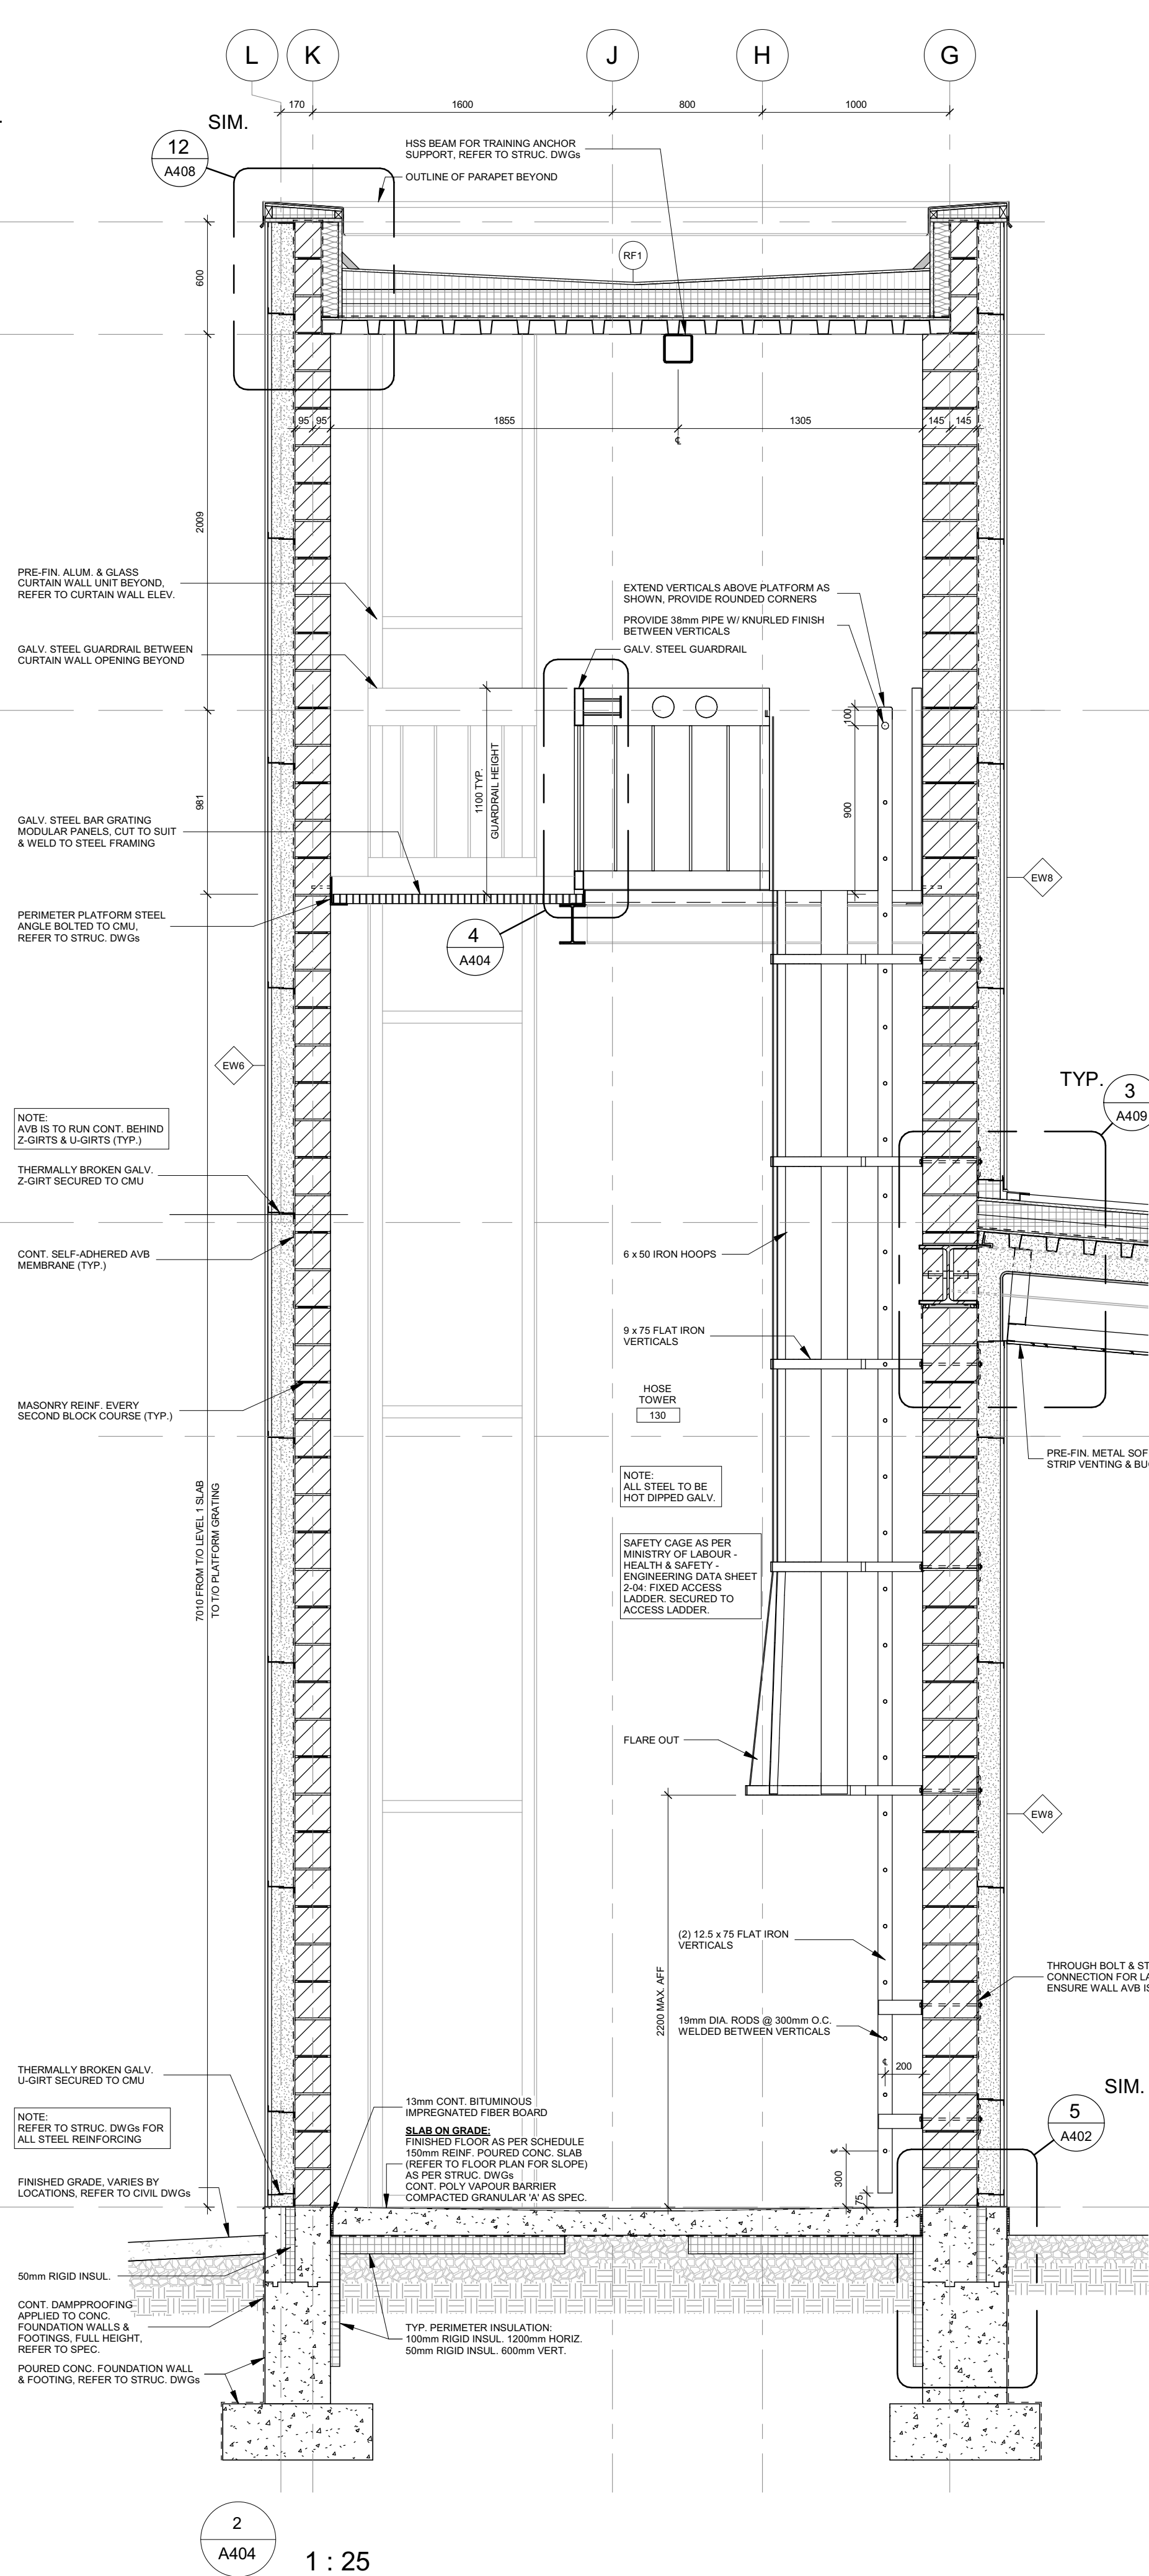 L
K
J
H
G
170
1600
800
1000
SIM.
12
A408
HSS BEAM FOR TRAINING ANCHOR
SUPPORT, REFER TO STRUC. DWGs
OUTLINE OF PARAPET BEYOND
RF1
600
95
95
1855
1305
145
145
℄
2009
PRE-FIN. ALUM. & GLASS
CURTAIN WALL UNIT BEYOND,
REFER TO CURTAIN WALL ELEV.
EXTEND VERTICALS ABOVE PLATFORM AS
SHOWN, PROVIDE ROUNDED CORNERS
PROVIDE 38mm PIPE W/ KNURLED FINISH
BETWEEN VERTICALS
GALV. STEEL GUARDRAIL BETWEEN
CURTAIN WALL OPENING BEYOND
GALV. STEEL GUARDRAIL
100
981
1100 TYP.
GUARDRAIL HEIGHT
900
GALV. STEEL BAR GRATING
MODULAR PANELS, CUT TO SUIT
& WELD TO STEEL FRAMING
EW8
PERIMETER PLATFORM STEEL
ANGLE BOLTED TO CMU,
REFER TO STRUC. DWGs
4
A404
EW6
TYP.
3
A409
NOTE:
AVB IS TO RUN CONT. BEHIND
Z-GIRTS & U-GIRTS (TYP.)
THERMALLY BROKEN GALV.
Z-GIRT SECURED TO CMU
CONT. SELF-ADHERED AVB
MEMBRANE (TYP.)
6 x 50 IRON HOOPS
9 x 75 FLAT IRON
VERTICALS
HOSE
TOWER
130
MASONRY REINF. EVERY
SECOND BLOCK COURSE (TYP.)
PRE-FIN. METAL SOF
STRIP VENTING &
7010 FROM T/O LEVEL 1 SLAB
TO T/O PLATFORM GRATING
NOTE:
ALL STEEL TO BE
HOT DIPPED GALV.
SAFETY CAGE AS PER
MINISTRY OF LABOUR -
HEALTH & SAFETY -
ENGINEERING DATA SHEET
2-04: FIXED ACCESS
LADDER. SECURED TO
ACCESS LADDER.
FLARE OUT
EW8
2200 MAX. AFF
(2) 12.5 x 75 FLAT IRON
VERTICALS
THROUGH BOLT & ST
CONNECTION FOR LA
ENSURE WALL AVB IS
19mm DIA. RODS @ 300mm O.C.
WELDED BETWEEN VERTICALS
℄
200
THERMALLY BROKEN GALV.
U-GIRT SECURED TO CMU
NOTE:
REFER TO STRUC. DWGs FOR
ALL STEEL REINFORCING
13mm CONT. BITUMINOUS
IMPREGNATED FIBER BOARD
SLAB ON GRADE:
FINISHED FLOOR AS PER SCHEDULE
150mm REINF. POURED CONC. SLAB
(REFER TO FLOOR PLAN FOR SLOPE)
AS PER STRUC. DWGs
CONT. POLY VAPOUR BARRIER
COMPACTED GRANULAR 'A' AS SPEC.
SIM.
5
A402
℄
300
75
FINISHED GRADE, VARIES BY
LOCATIONS, REFER TO CIVIL DWGs
50mm RIGID INSUL.
CONT. DAMPPROOFING
APPLIED TO CONC.
FOUNDATION WALLS &
FOOTINGS, FULL HEIGHT,
REFER TO SPEC.
TYP. PERIMETER INSULATION:
100mm RIGID INSUL. 1200mm HORIZ.
50mm RIGID INSUL. 600mm VERT.
POURED CONC. FOUNDATION WALL
& FOOTING, REFER TO STRUC. DWGs
2
A404
1 : 25